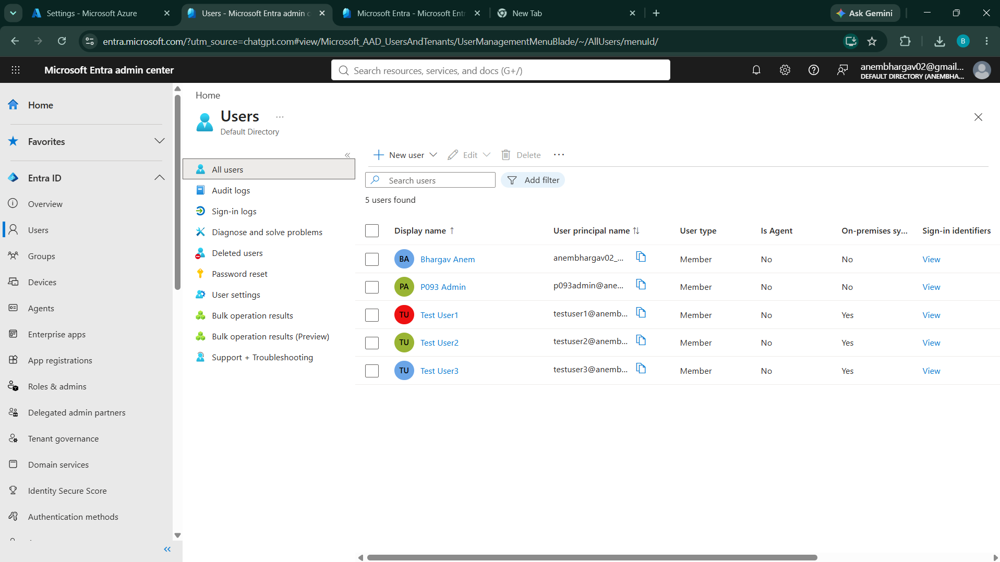 Settings - Microsoft Azure
Users - Microsoft Entra admin c
Microsoft Entra - Microsoft Entr
New Tab
Ask Gemini
entra.microsoft.com/?utm_source=chatgpt.com#view/Microsoft_AAD_UsersAndTenants/UserManagementMenuBlade/~/AllUsers/menuId/
B
Microsoft Entra admin center
Search resources, services, and docs (G+/)
anembhargav02@gmail...
DEFAULT DIRECTORY (ANEMBHA...
Home
Favorites
Entra ID
Overview
Users
Groups
Devices
Agents
Enterprise apps
App registrations
Roles & admins
Delegated admin partners
Tenant governance
Domain services
Identity Secure Score
Authentication methods
Home
Users
Default Directory
All users
Audit logs
Sign-in logs
Diagnose and solve problems
Deleted users
Password reset
User settings
Bulk operation results
Bulk operation results (Preview)
Support + Troubleshooting
New user
Edit
Delete
Search users
Add filter
5 users found
Display name ↑ User principal name ↑↓ User type Is Agent On-premises sy... Sign-in identifiers
BA Bhargav Anem anembhargav02_... Member No No View
PA P093 Admin p093admin@ane... Member No No View
TU Test User1 testuser1@anemb... Member No Yes View
TU Test User2 testuser2@anemb... Member No Yes View
TU Test User3 testuser3@anemb... Member No Yes View